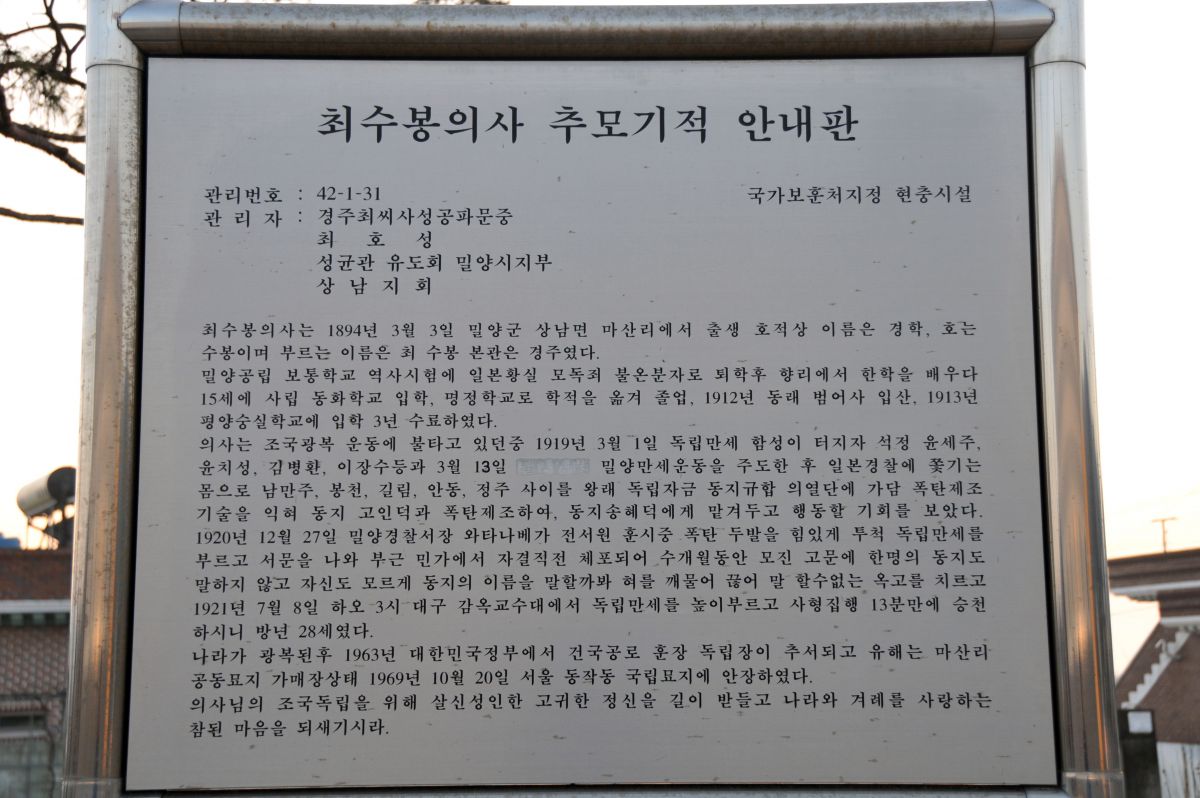 최수봉의사 추모기적 안내판
관리번호 : 42-1-31 국가보훈처지정 현충시설
관 리 자 : 경주최씨사성공파문중
최 호 성
성균관 유도회 밀양시지부
상 남 지 회
최수봉의사는 1894년 3월 3일 밀양군 상남면 마산리에서 출생 호적상 이름은 경학, 호는
수봉이며 부르는 이름은 최 수봉 본관은 경주였다.
밀양공립 보통학교 역사시험에 일본황실 모독죄 불온분자로 퇴학후 향리에서 한학을 배우다
15세에 사립 동화학교 입학, 명정학교로 학적을 옮겨 졸업, 1912년 동래 범어사 입산, 1913년
평양숭실학교에 입학 3년 수료하였다.
의사는 조국광복 운동에 불타고 있던중 1919년 3월 1일 독립만세 함성이 터지자 석정 윤세주,
윤치성, 김병환, 이장수등과 3월 13일 밀양만세운동을 주도한 후 일본경찰에 쫓기는
몸으로 남만주, 봉천, 길림, 안동, 정주 사이를 왕래 독립자금 동지규합 의열단에 가담 폭탄제조
기술을 익혀 동지 고인덕과 폭탄제조하여, 동지송혜덕에게 맡겨두고 행동할 기회를 보았다.
1920년 12월 27일 밀양경찰서장 와타나베가 전서원 훈시중 폭탄 두발을 힘있게 투척 독립만세를
부르고 서문을 나와 부근 민가에서 자결직전 체포되어 수개월동안 모진 고문에 한명의 동지도
말하지 않고 자신도 모르게 동지의 이름을 말할까봐 혀를 깨물어 끊어 말 할수없는 옥고를 치르고
1921년 7월 8일 하오 3시 대구 감옥교수대에서 독립만세를 높이부르고 사형집행 13분만에 승천
하시니 방년 28세였다.
나라가 광복된후 1963년 대한민국정부에서 건국공로 훈장 독립장이 추서되고 유해는 마산리
공동묘지 가매장상태 1969년 10월 20일 서울 동작동 국립묘지에 안장하였다.
의사님의 조국독립을 위해 살신성인한 고귀한 정신을 길이 받들고 나라와 겨레를 사랑하는
참된 마음을 되새기시라.